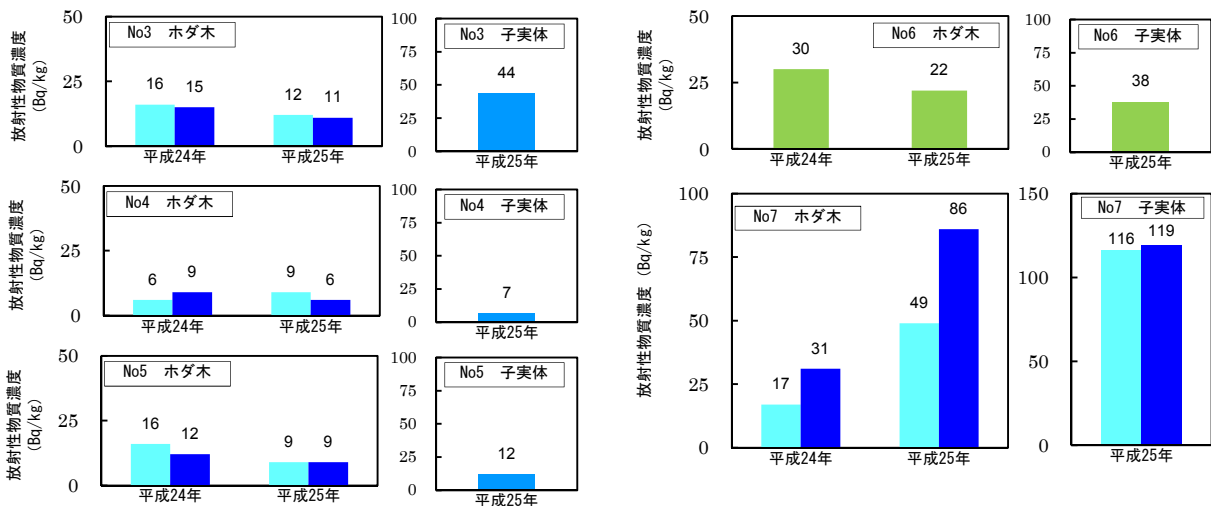 放射性物質濃度
(Bq/kg)
50
25
0
No3 ホダ木
16
15
12
11
平成24年
平成25年
100
75
50
25
0
No3 子実体
44
平成25年
放射性物質濃度
(Bq/kg)
50
25
0
No4 ホダ木
6
9
9
6
平成24年
平成25年
100
75
50
25
0
No4 子実体
7
平成25年
放射性物質濃度
(Bq/kg)
50
25
0
No5 ホダ木
16
12
9
9
平成24年
平成25年
100
75
50
25
0
No5 子実体
12
平成25年
放射性物質濃度
(Bq/kg)
50
25
0
No6 ホダ木
30
22
平成24年
平成25年
100
75
50
25
0
No6 子実体
38
平成25年
放射性物質濃度 (Bq/kg)
100
75
50
25
0
No7 ホダ木
17
31
49
86
平成24年
平成25年
150
100
50
0
No7 子実体
116
119
平成25年